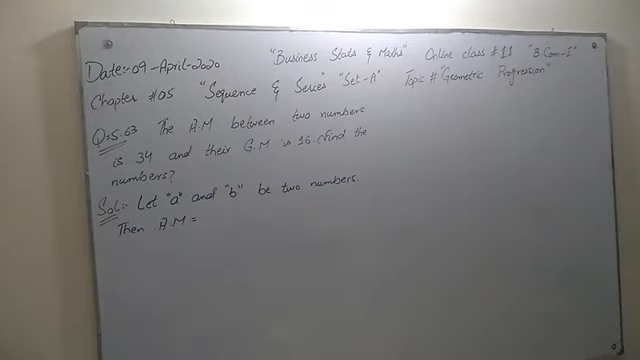 Date:- 09-April-2020 "Business Stats & Maths" Online class #11 "B.Com-I"
Chapter #05 "Sequence & Series" "Set-A" Topic # "Geometric Progression"
Q=5.63 The A.M between two numbers
is 34 and their G.M is 16. Find the
numbers?
Sol:- Let "a" and "b" be two numbers.
Then A.M =